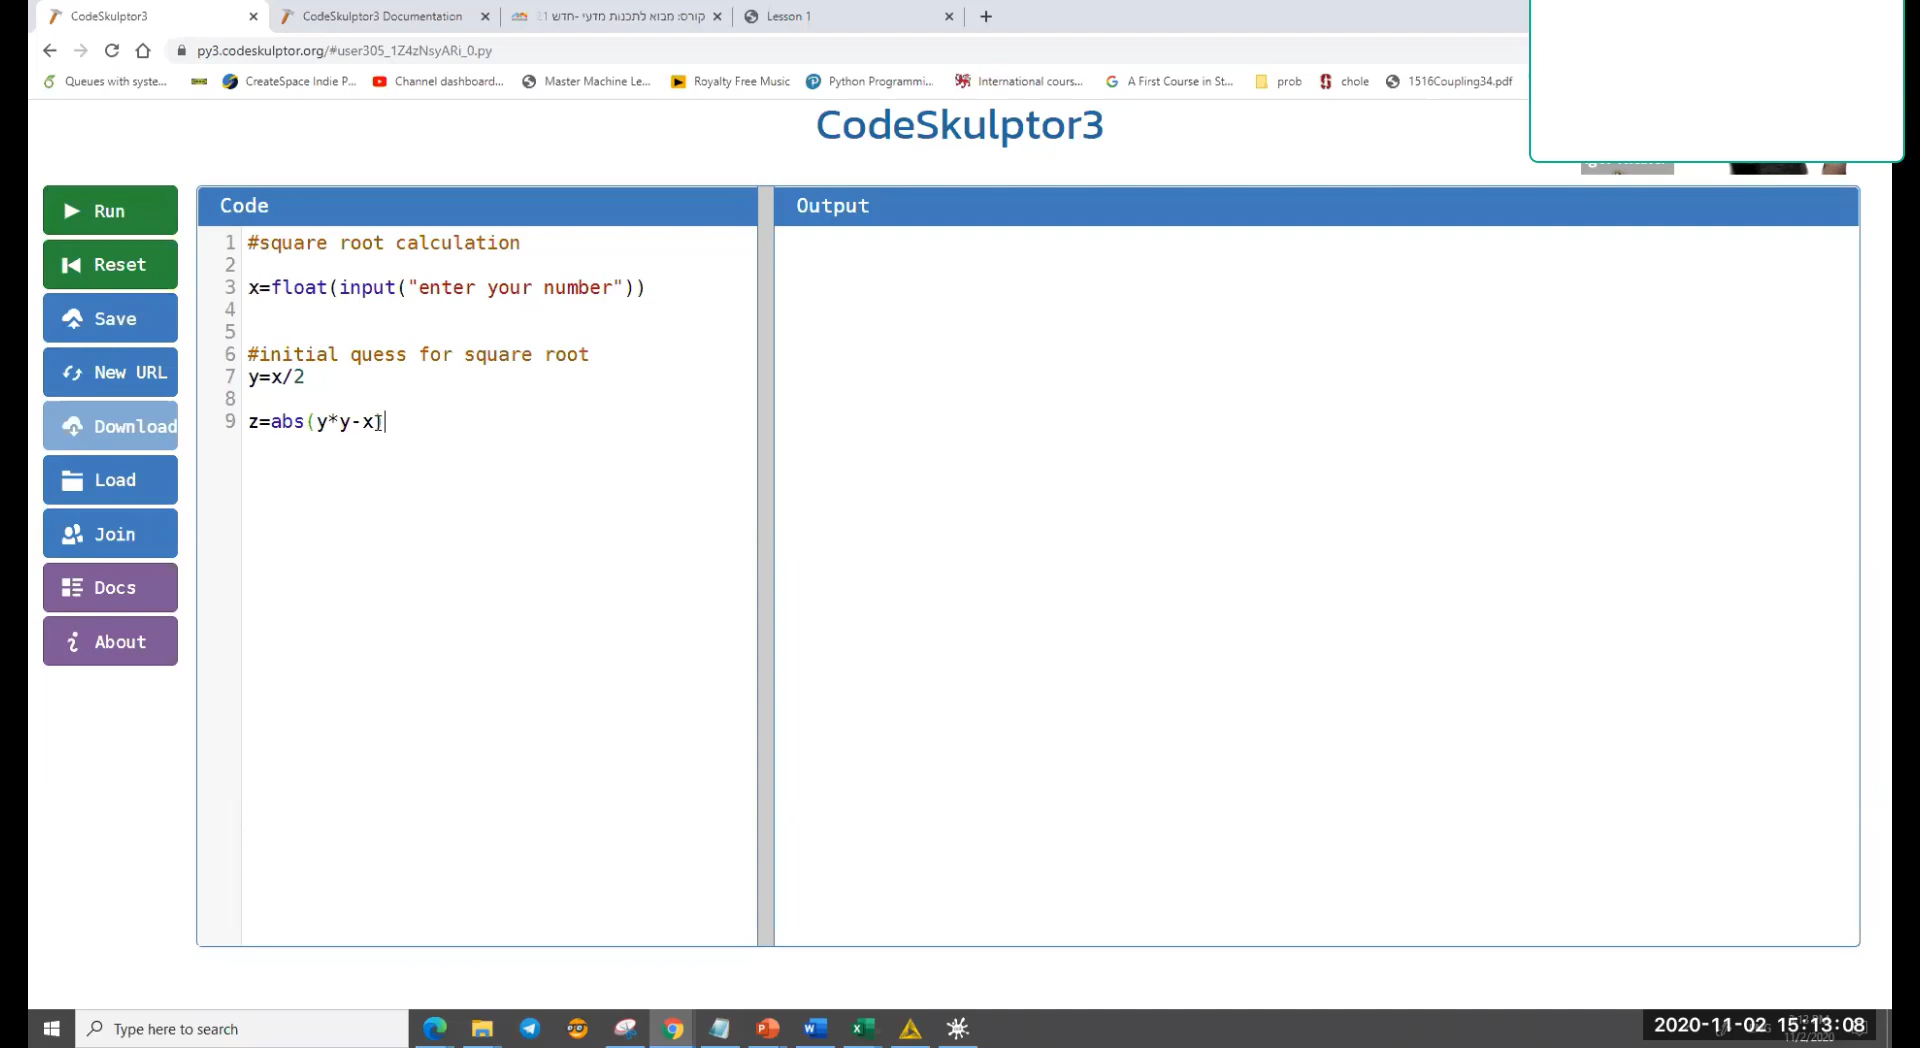 CodeSkulptor3
CodeSkulptor3 Documentation
קורס: מבוא לתכנות מדעי -חדש 21
Lesson 1
py3.codeskulptor.org/#user305_1Z4zNsyARi_0.py
Queues with syste...
CreateSpace Indie P...
Channel dashboard...
Master Machine Le...
Royalty Free Music
Python Programmi...
International cours...
A First Course in St...
prob
chole
1516Coupling34.pdf
CodeSkulptor3
Run
Reset
Save
New URL
Download
Load
Join
Docs
About
Code
Output
1 #square root calculation
2
3 x=float(input("enter your number"))
4
5
6 #initial quess for square root
7 y=x/2
8
9 z=abs(y*y-x)
Type here to search
2020-11-02 15:13:08
11/2/2020